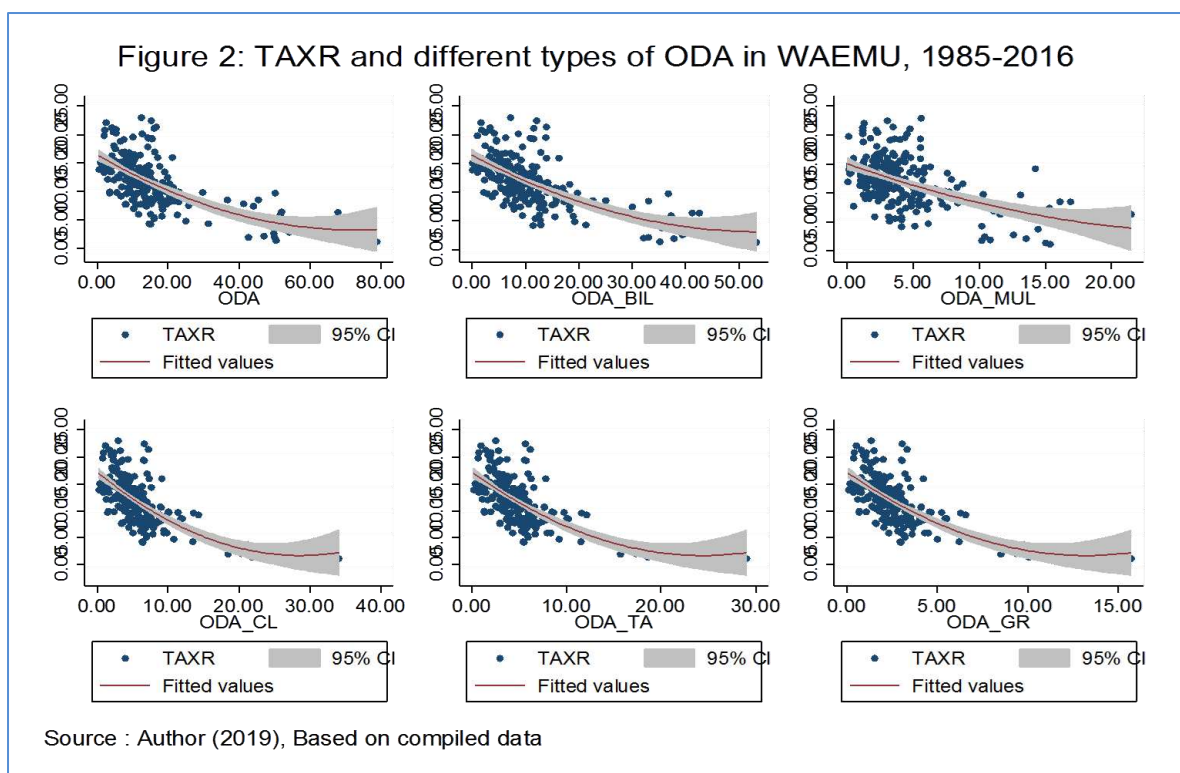 Figure 2: TAXR and different types of ODA in WAEMU, 1985-2016
0.00 20.00 40.00 60.00 80.00
ODA
TAXR 95% CI
Fitted values
0.00 10.00 20.00 30.00 40.00 50.00
ODA_BIL
TAXR 95% CI
Fitted values
0.00 5.00 10.00 15.00 20.00
ODA_MUL
TAXR 95% CI
Fitted values
0.00 10.00 20.00 30.00 40.00
ODA_CL
TAXR 95% CI
Fitted values
0.00 10.00 20.00 30.00
ODA_TA
TAXR 95% CI
Fitted values
0.00 5.00 10.00 15.00
ODA_GR
TAXR 95% CI
Fitted values
Source : Author (2019), Based on compiled data